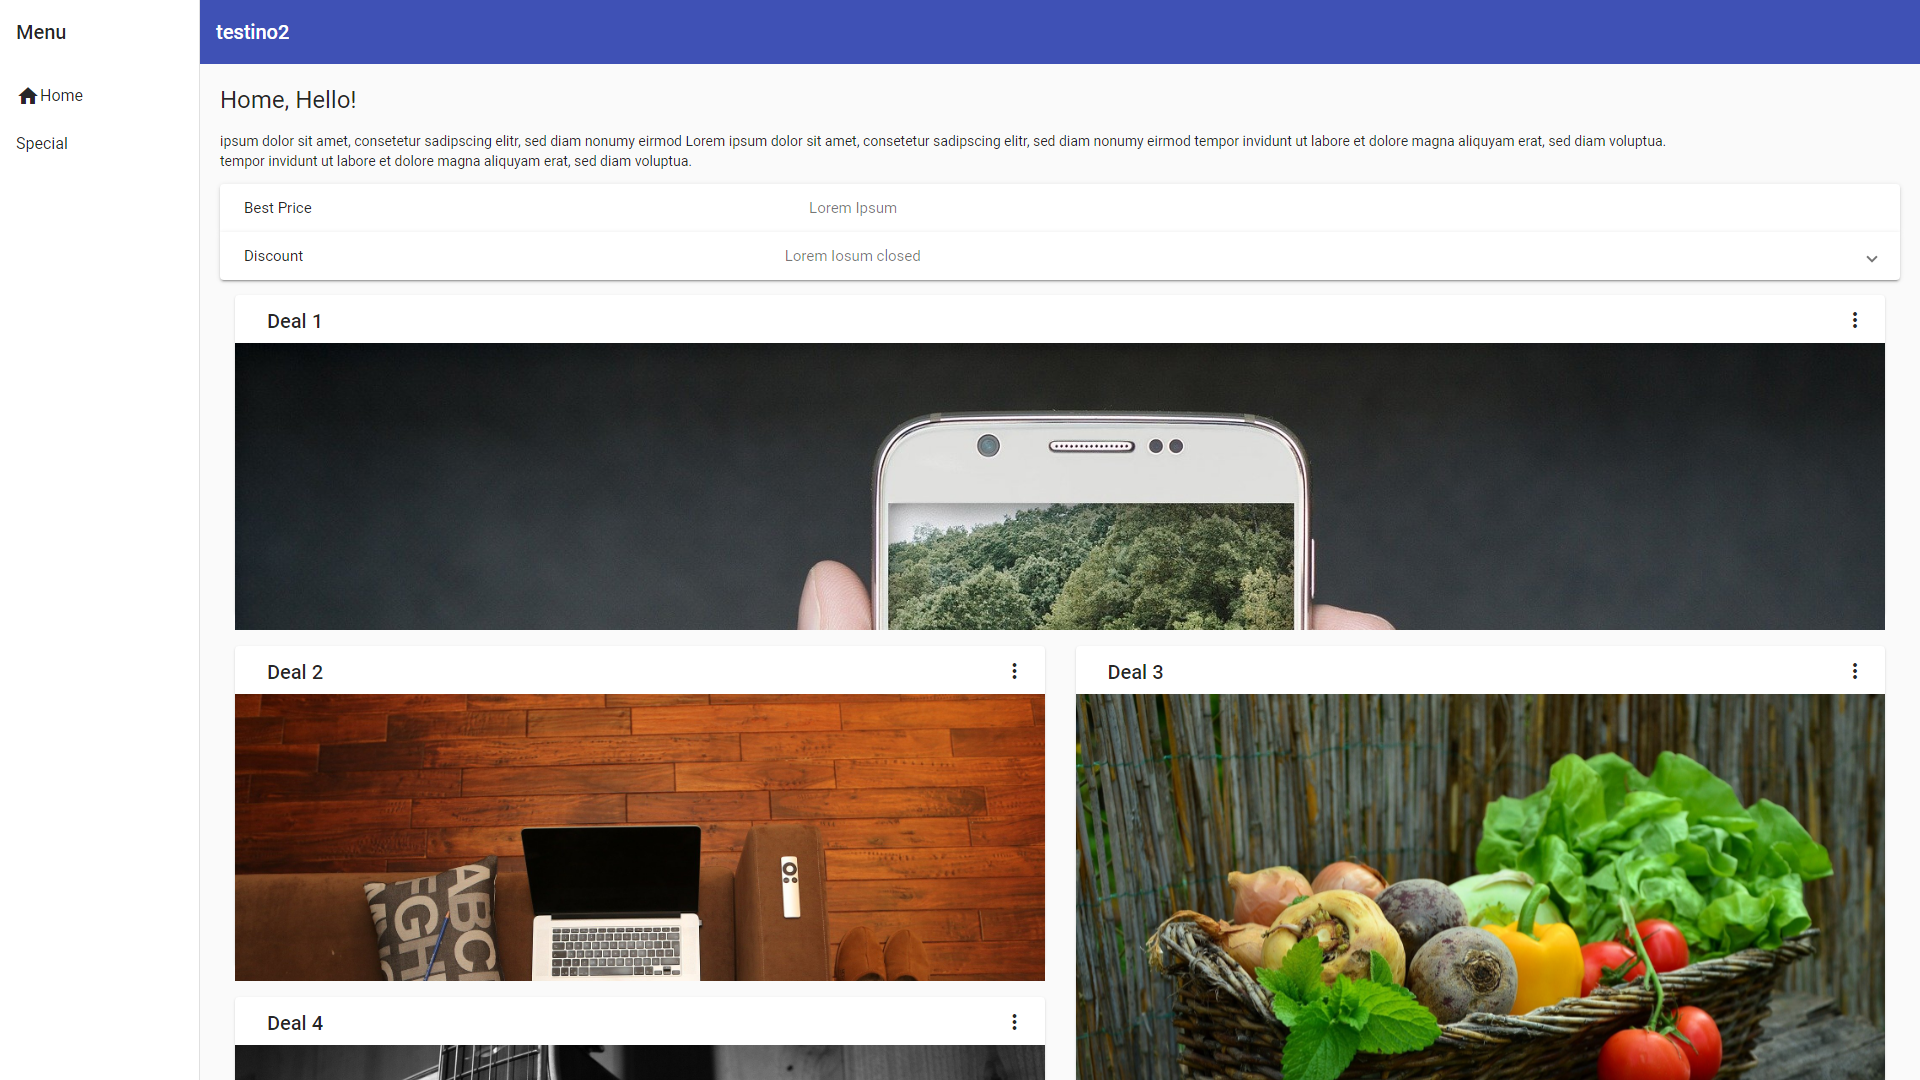 Menu
testino2
Home
Special
Home, Hello!
ipsum dolor sit amet, consetetur sadipscing elitr, sed diam nonumy eirmod Lorem ipsum dolor sit amet, consetetur sadipscing elitr, sed diam nonumy eirmod tempor invidunt ut labore et dolore magna aliquyam erat, sed diam voluptua.
tempor invidunt ut labore et dolore magna aliquyam erat, sed diam voluptua.
Best Price Lorem Ipsum
Discount Lorem Iosum closed
Deal 1
Deal 2
Deal 3
ABC
FGHI
Deal 4